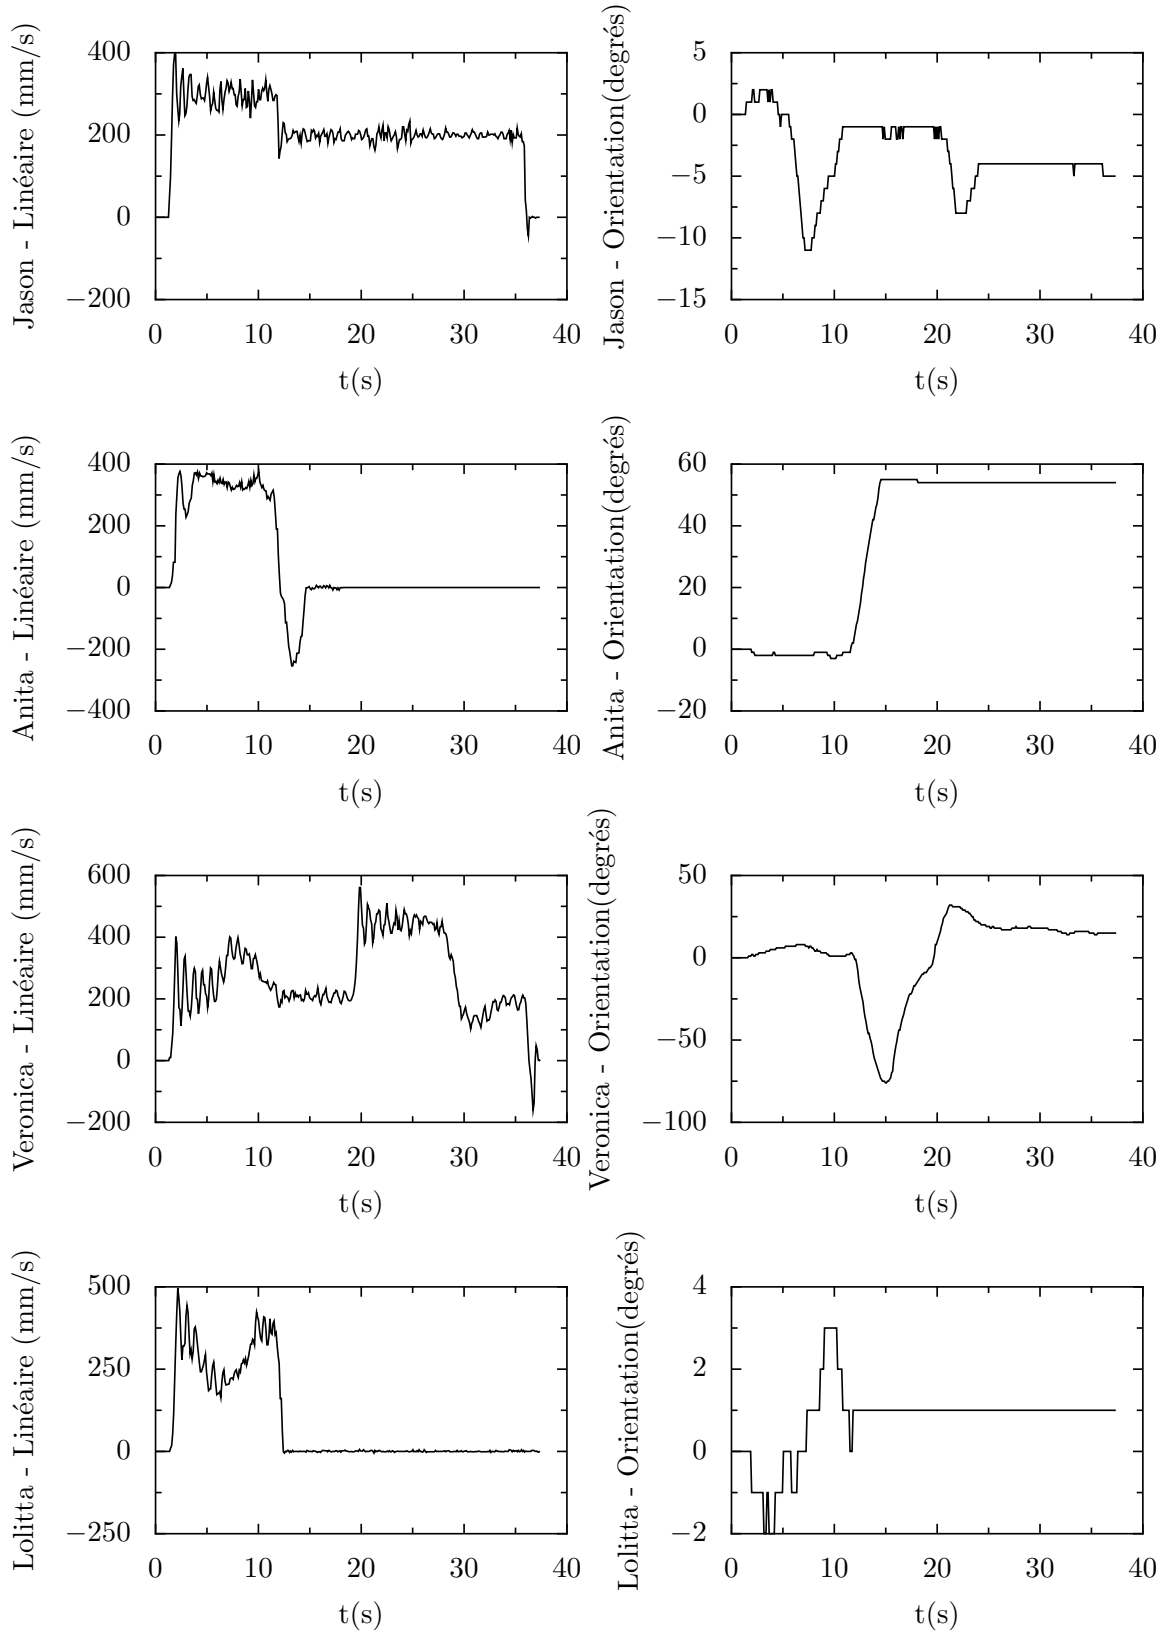 Jason - Linéaire (mm/s)
400
200
0
−200
0 10 20 30 40
t(s)
Jason - Orientation(degrés)
5
0
−5
−10
−15
0 10 20 30 40
t(s)
Anita - Linéaire (mm/s)
400
200
0
−200
−400
0 10 20 30 40
t(s)
Anita - Orientation(degrés)
60
40
20
0
−20
0 10 20 30 40
t(s)
Veronica - Linéaire (mm/s)
600
400
200
0
−200
0 10 20 30 40
t(s)
Veronica - Orientation(degrés)
50
0
−50
−100
0 10 20 30 40
t(s)
Lolitta - Linéaire (mm/s)
500
250
0
−250
0 10 20 30 40
t(s)
Lolitta - Orientation(degrés)
4
2
0
−2
0 10 20 30 40
t(s)